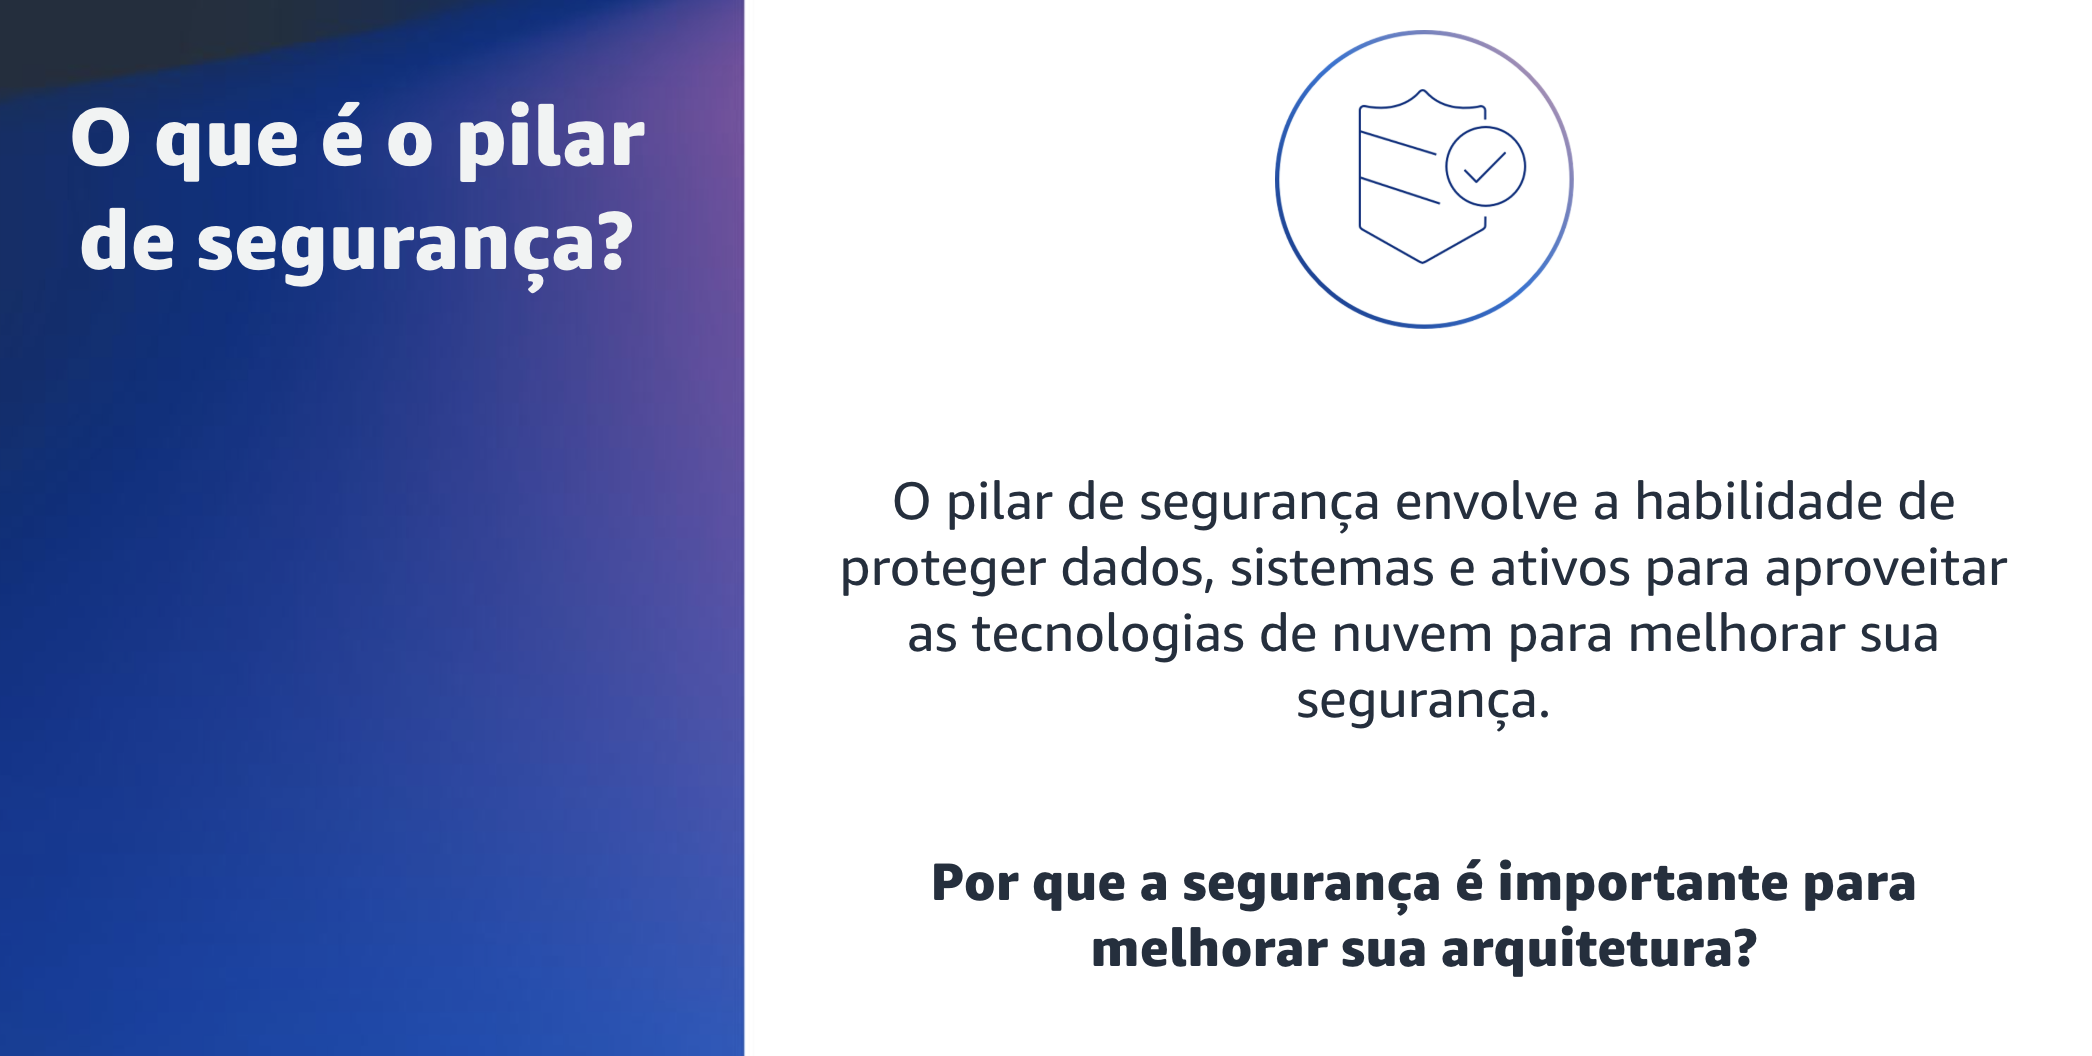 O que é o pilar
de segurança?
O pilar de segurança envolve a habilidade de
proteger dados, sistemas e ativos para aproveitar
as tecnologias de nuvem para melhorar sua
segurança.
Por que a segurança é importante para
melhorar sua arquitetura?